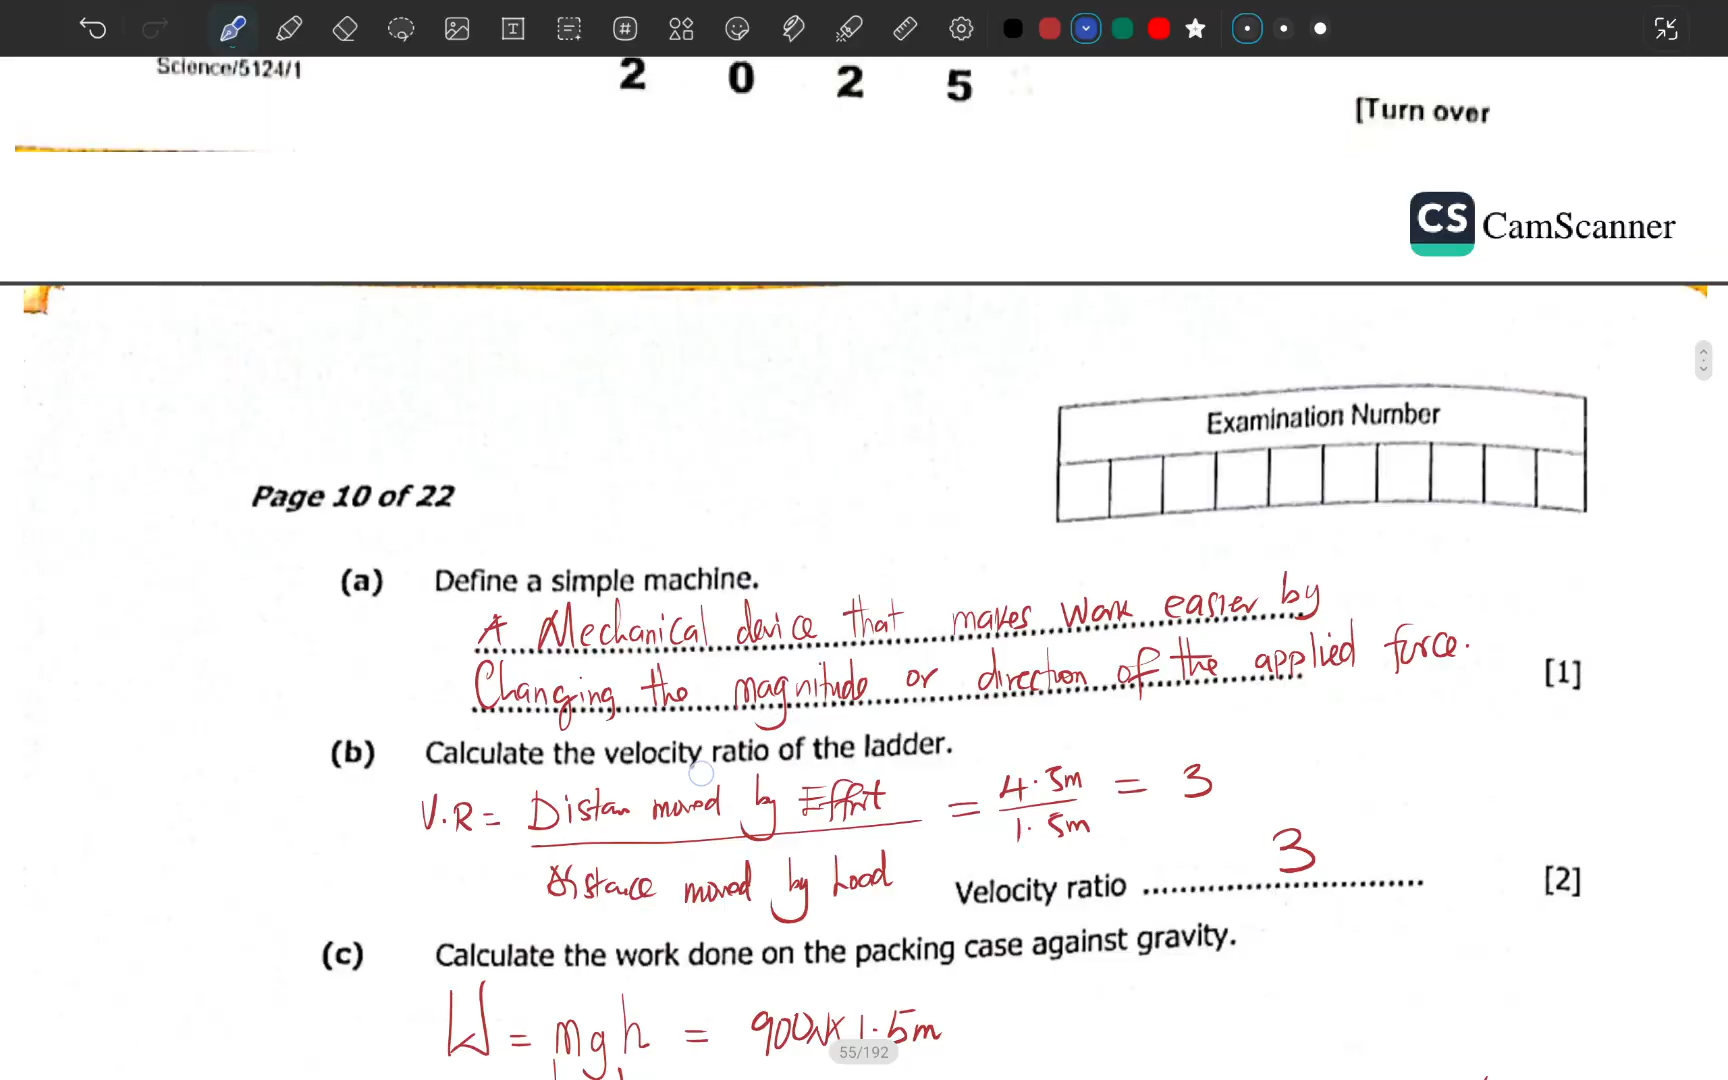 Science/5124/1
2 0 2 5
[Turn over
CS CamScanner
Examination Number
Page 10 of 22
(a) Define a simple machine.
A Mechanical device that makes work easier by
Changing the magnitude or direction of the applied force.
[1]
(b) Calculate the velocity ratio of the ladder.
V.R = Distan moved by Effort = 4.5m = 3
1.5m
distance moved by Load
3
Velocity ratio ........................................ [2]
(c) Calculate the work done on the packing case against gravity.
W = mgh = 900N x 1.5m
55/192